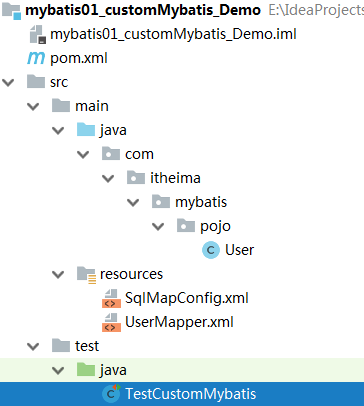 mybatis01_customMybatis_Demo E:\IdeaProjects
mybatis01_customMybatis_Demo.iml
pom.xml
src
main
java
com
itheima
mybatis
pojo
User
resources
SqlMapConfig.xml
UserMapper.xml
test
java
TestCustomMybatis